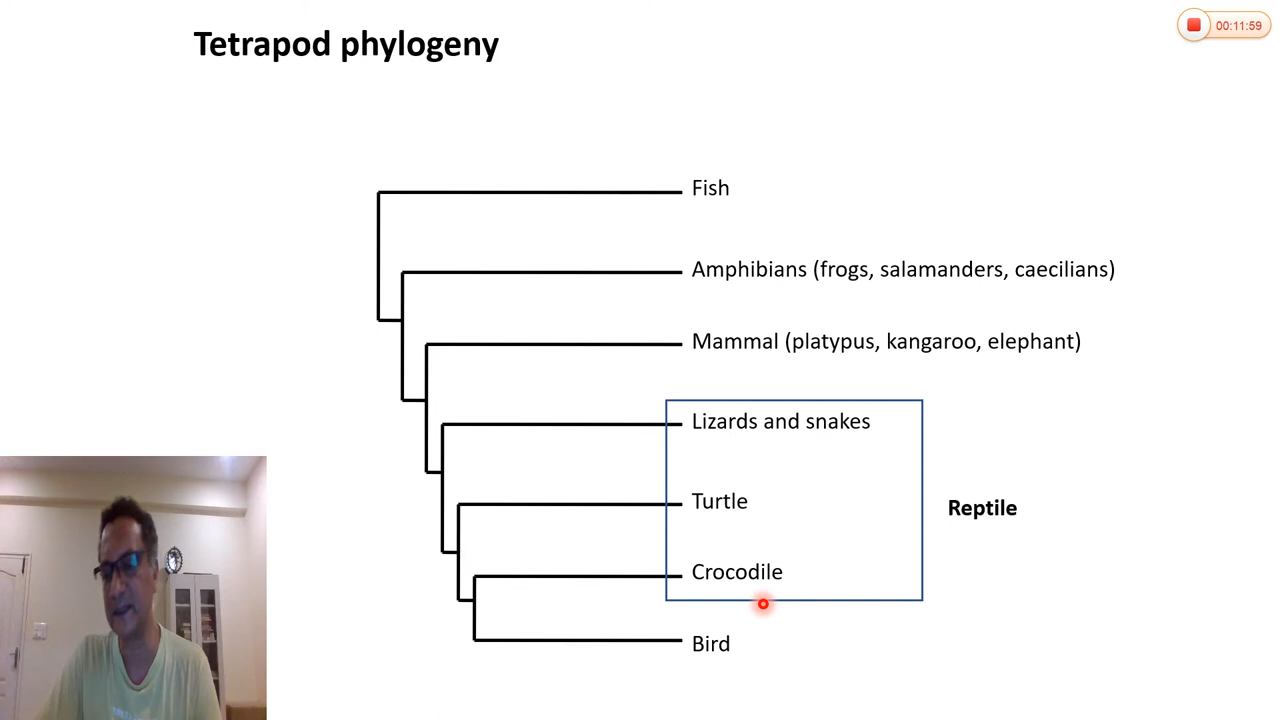 Tetrapod phylogeny
00:11:59
Fish
Amphibians (frogs, salamanders, caecilians)
Mammal (platypus, kangaroo, elephant)
Lizards and snakes
Turtle
Reptile
Crocodile
Bird